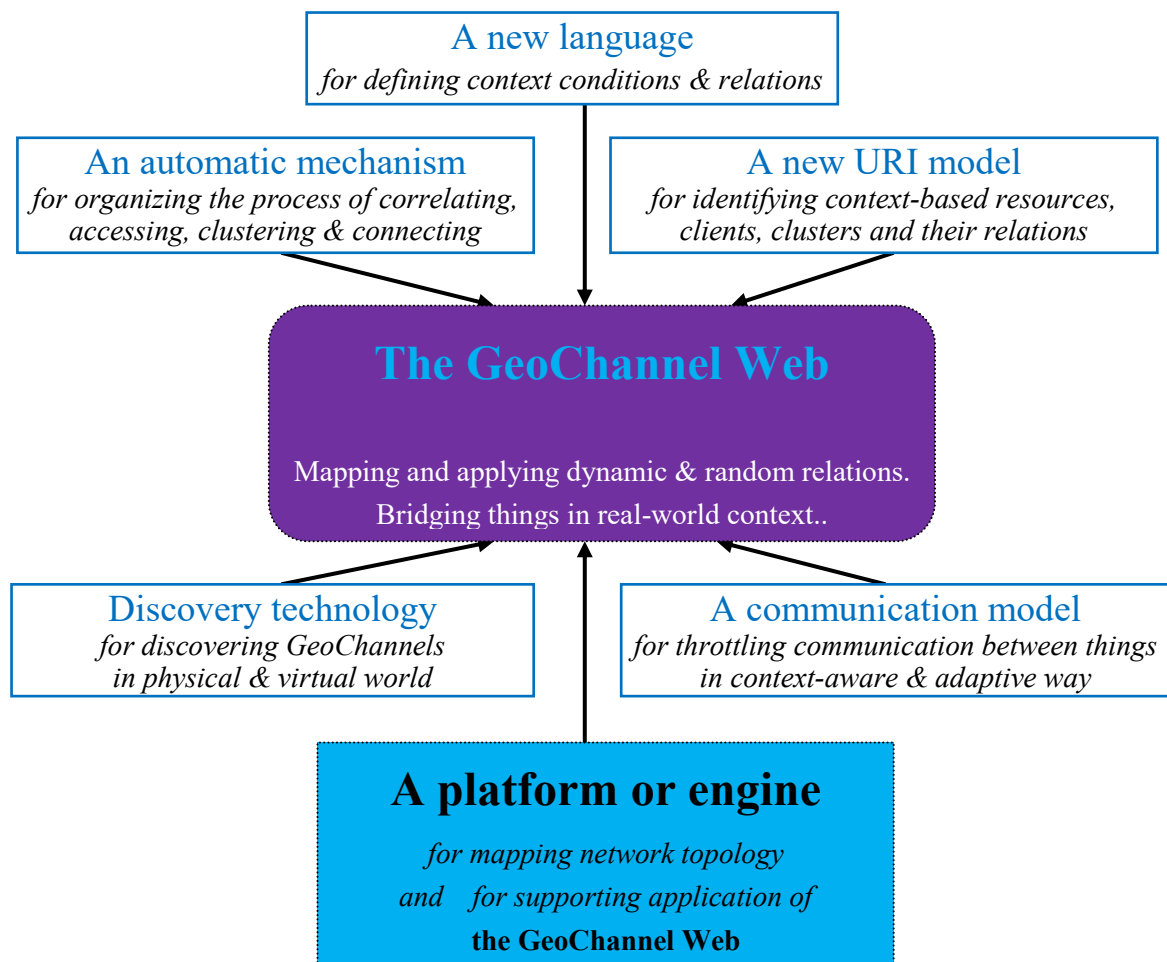 A new language
for defining context conditions & relations
An automatic mechanism
for organizing the process of correlating,
accessing, clustering & connecting
A new URI model
for identifying context-based resources,
clients, clusters and their relations
The GeoChannel Web
Mapping and applying dynamic & random relations.
Bridging things in real-world context..
Discovery technology
for discovering GeoChannels
in physical & virtual world
A communication model
for throttling communication between things
in context-aware & adaptive way
A platform or engine
for mapping network topology
and for supporting application of
the GeoChannel Web